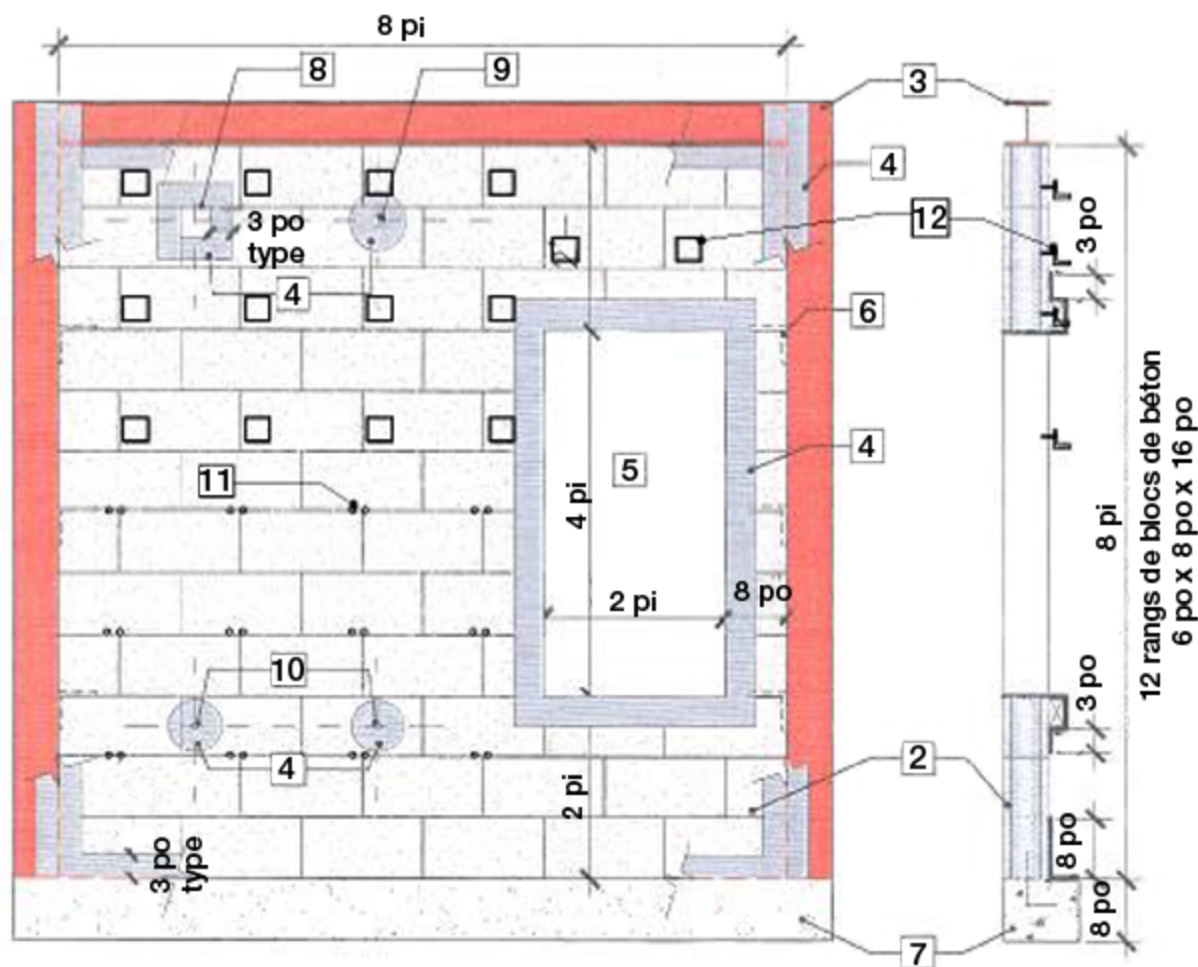 8 pi
8
9
3
4
12
3 po
3 po
type
4
6
4
5
11
4 pi
2 pi
8 po
8 pi
12 rangs de blocs de béton
6 po x 8 po x 16 po
10
3 po
4
2
2 pi
3 po
type
8 po
8 po
7